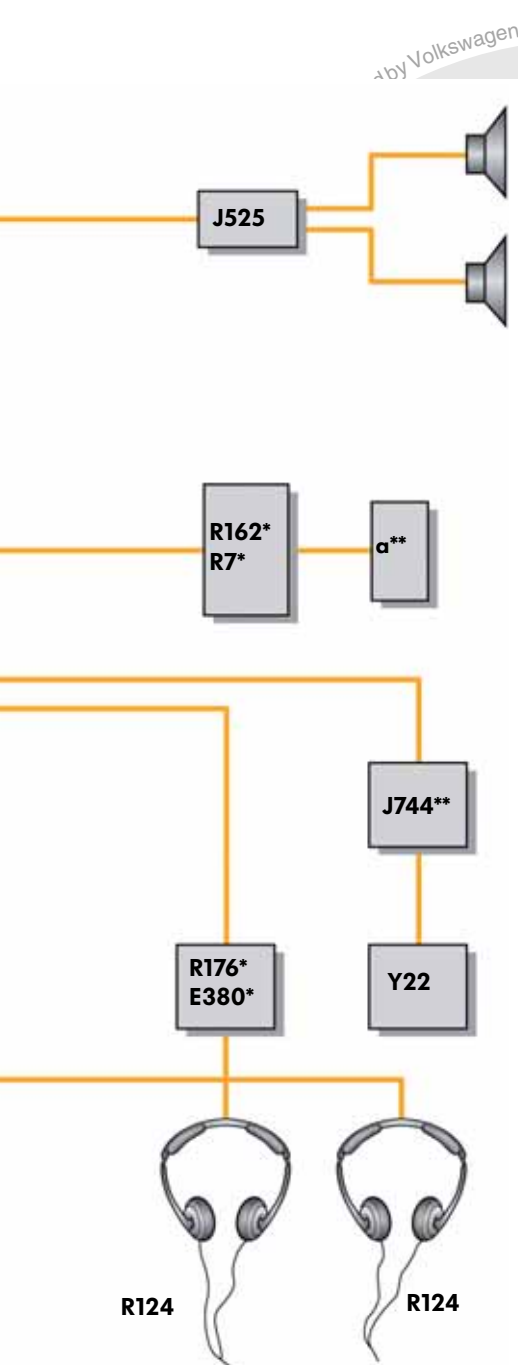 d by Volkswagen
J525
R162*
R7*
a**
J744**
R176*
E380*
Y22
R124
R124